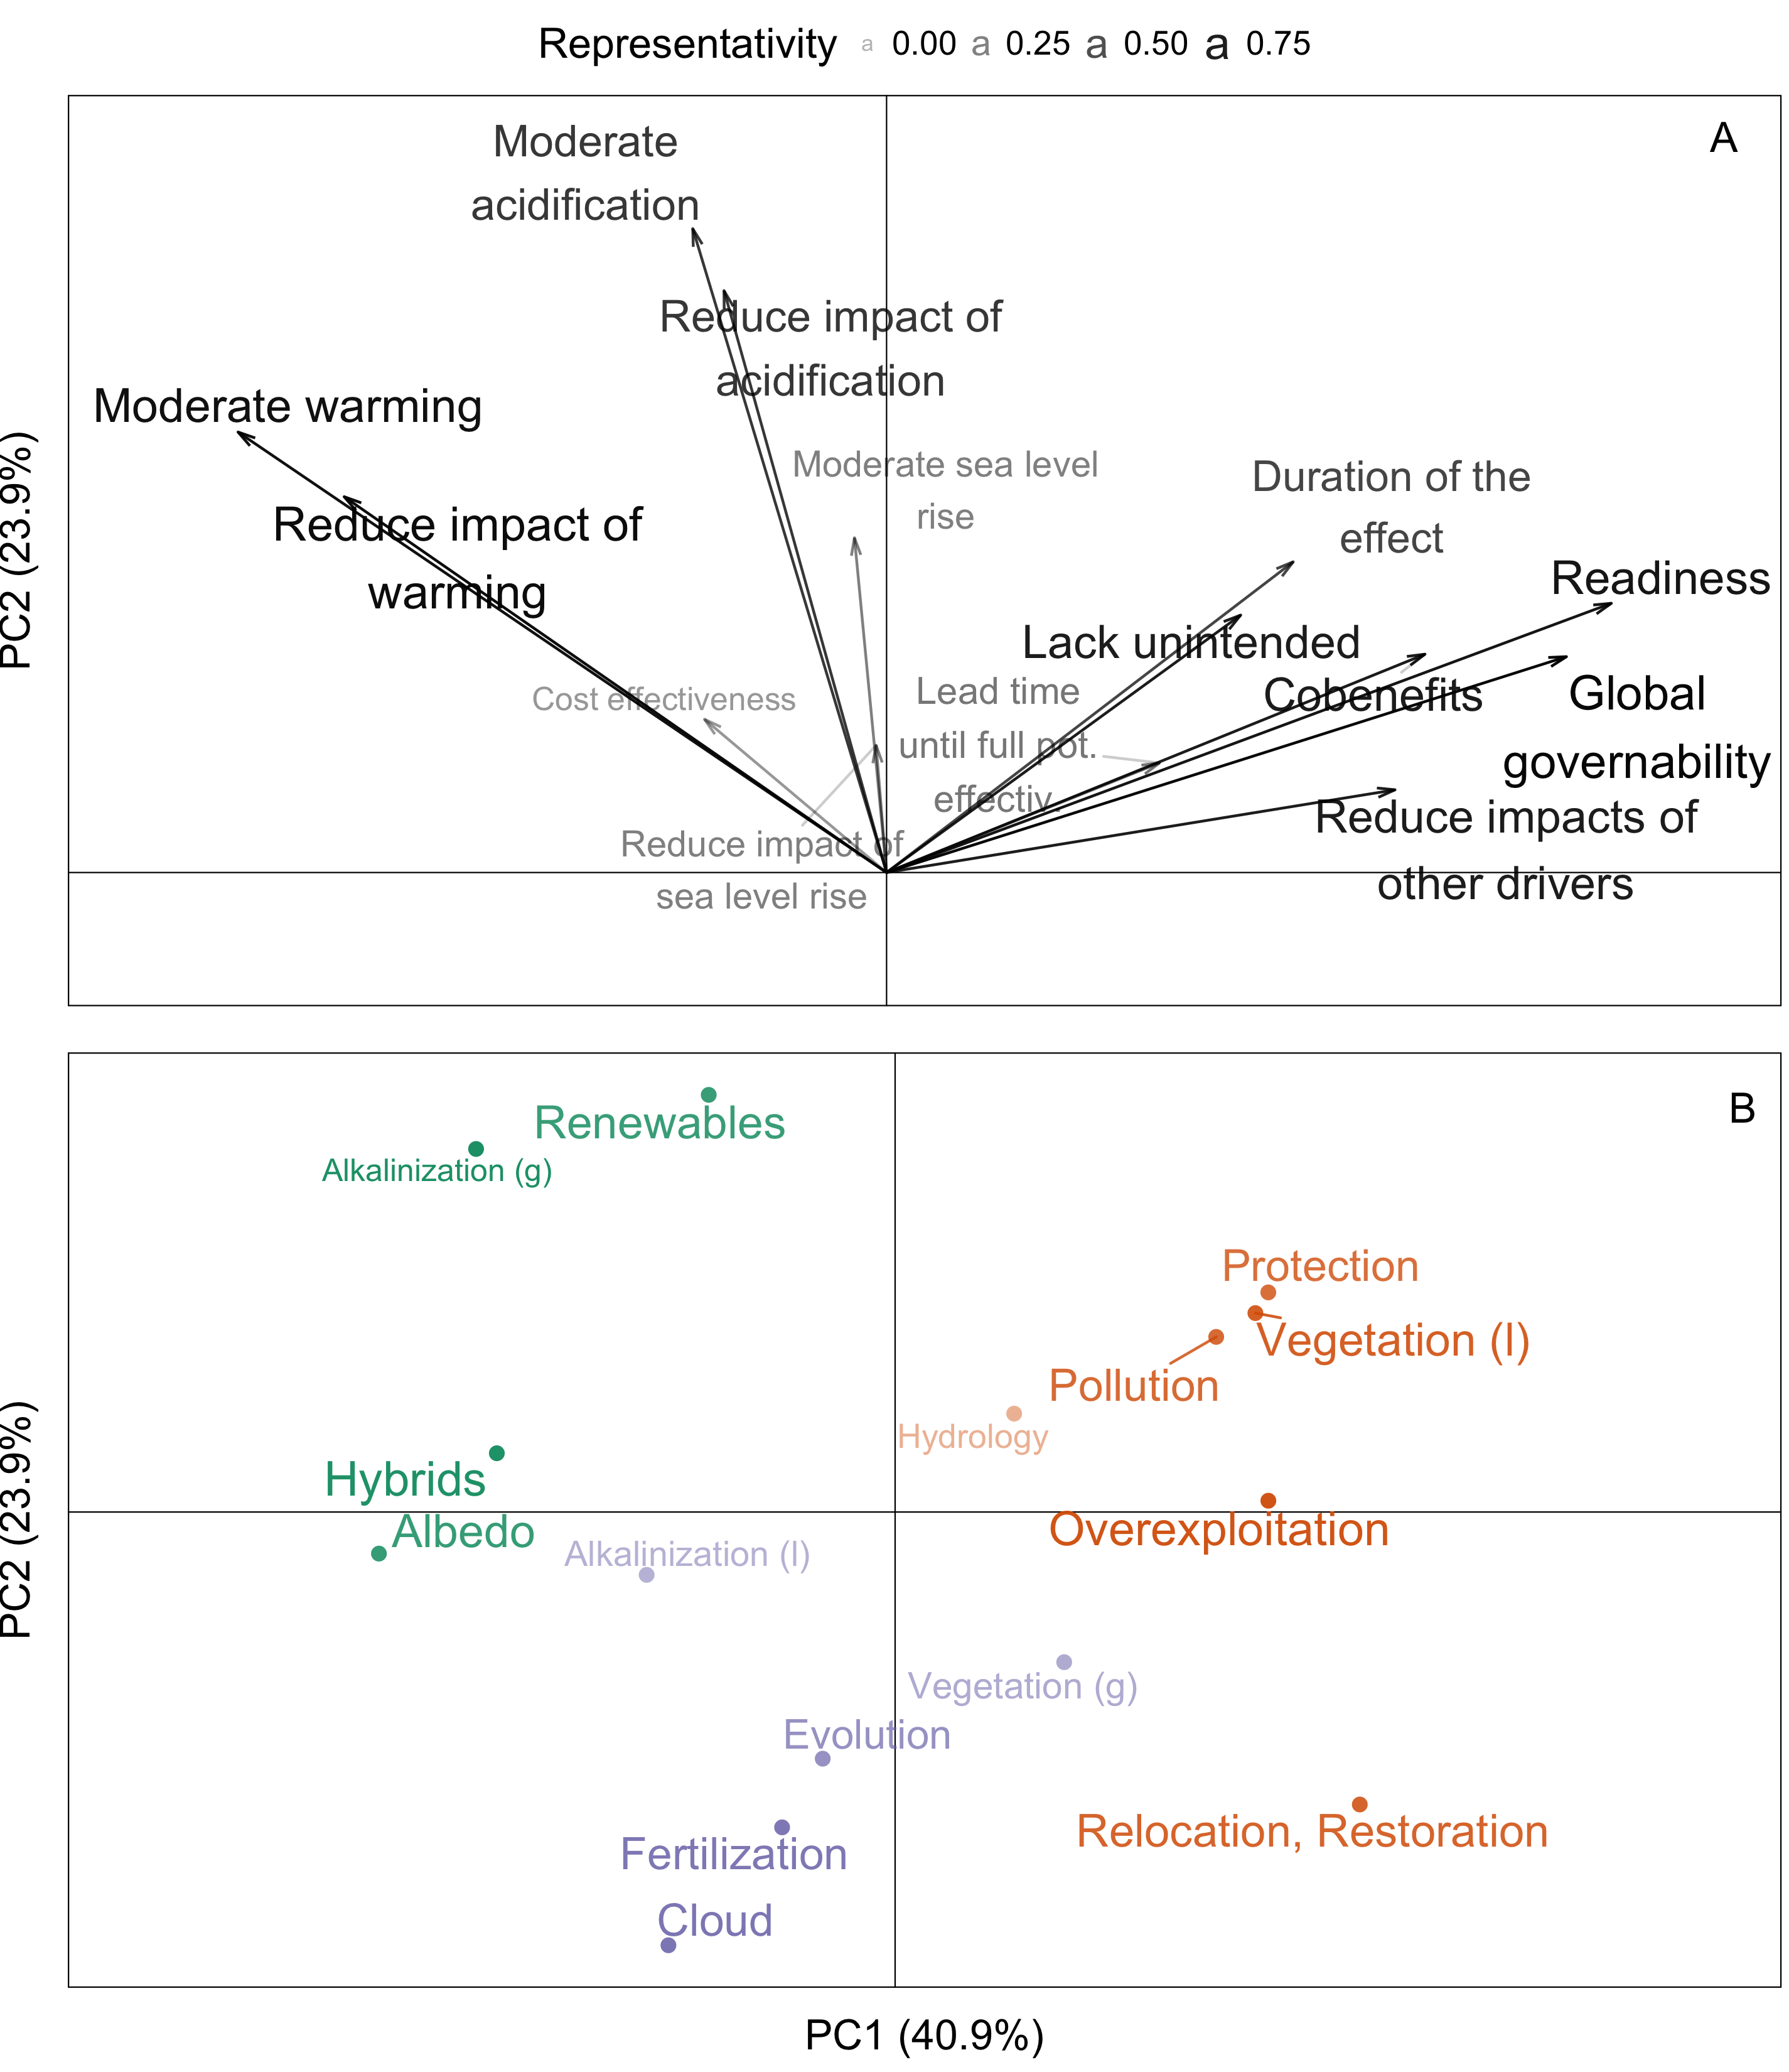 Representativity a 0.00 a 0.25 a 0.50 a 0.75
A
Moderate
acidification
Reduce impact of
acidification
Moderate warming
Moderate sea level
rise
Duration of the
effect
Reduce impact of
warming
Readiness
Lack unintended
Cost effectiveness
Lead time
until full pot.
effectiv.
Cobenefits
Global
governability
Reduce impact of
sea level rise
Reduce impacts of
other drivers
PC2 (23.9%)
B
Renewables
Alkalinization (g)
Protection
Vegetation (l)
Pollution
Hydrology
Hybrids
Albedo
Overexploitation
Alkalinization (l)
Vegetation (g)
Evolution
Relocation, Restoration
Fertilization
Cloud
PC2 (23.9%)
PC1 (40.9%)